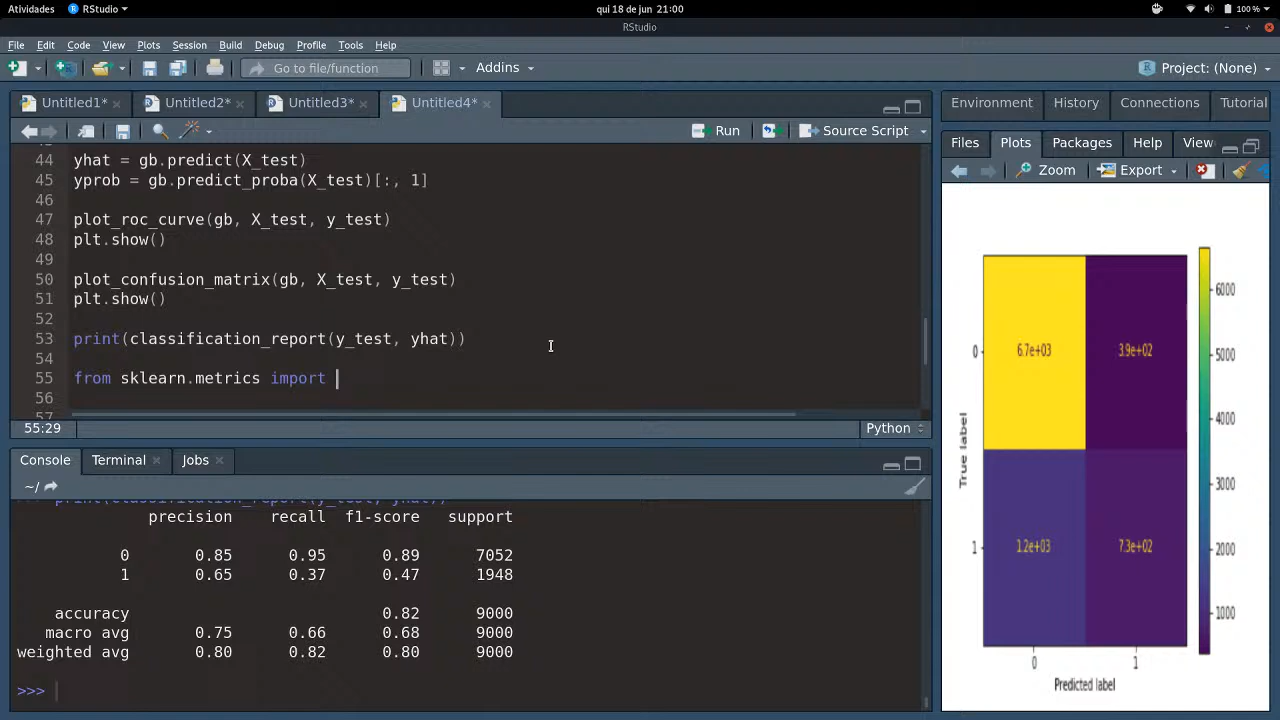 Atividades RStudio qui 18 de jun 21:00 100%
RStudio
File Edit Code View Plots Session Build Debug Profile Tools Help
Go to file/function Addins Project: (None)
Untitled1* Untitled2* Untitled3* Untitled4*
Run Source Script
44 yhat = gb.predict(X_test)
45 yprob = gb.predict_proba(X_test)[:, 1]
46
47 plot_roc_curve(gb, X_test, y_test)
48 plt.show()
49
50 plot_confusion_matrix(gb, X_test, y_test)
51 plt.show()
52
53 print(classification_report(y_test, yhat))
54
55 from sklearn.metrics import
56
57
55:29 Python
Console Terminal Jobs
~/
>>> print(classification_report(y_test, yhat))
precision recall f1-score support
0 0.85 0.95 0.89 7052
1 0.65 0.37 0.47 1948
accuracy 0.82 9000
macro avg 0.75 0.66 0.68 9000
weighted avg 0.80 0.82 0.80 9000
>>>
Environment History Connections Tutorial
Files Plots Packages Help View
Zoom Export
6000
0 6.7e+03 3.9e+02
5000
4000
True label
3000
1 1.2e+03 7.3e+02
2000
1000
0 1
Predicted label